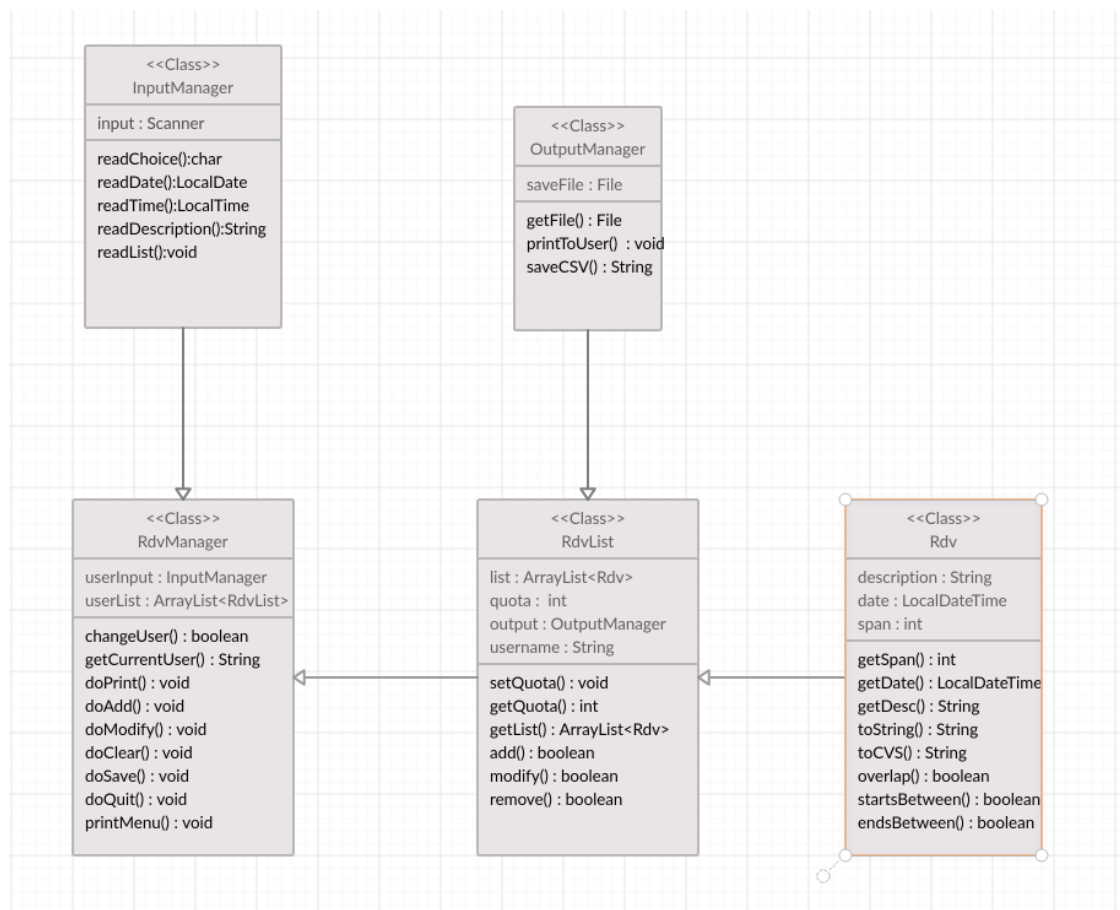 <<Class>>
InputManager
input : Scanner
readChoice():char
readDate():LocalDate
readTime():LocalTime
readDescription():String
readList():void
<<Class>>
OutputManager
saveFile : File
getFile() : File
printToUser()  : void
saveCSV() : String
<<Class>>
RdvManager
userInput : InputManager
userList : ArrayList<RdvList>
changeUser() : boolean
getCurrentUser() : String
doPrint() : void
doAdd() : void
doModify() : void
doClear() : void
doSave() : void
doQuit() : void
printMenu() : void
<<Class>>
RdvList
list : ArrayList<Rdv>
quota :  int
output : OutputManager
username : String
setQuota() : void
getQuota() : int
getList() : ArrayList<Rdv>
add() : boolean
modify() : boolean
remove() : boolean
<<Class>>
Rdv
description : String
date : LocalDateTime
span : int
getSpan() : int
getDate() : LocalDateTime
getDesc() : String
toString() : String
toCVS() : String
overlap() : boolean
startsBetween() : boolean
endsBetween() : boolean